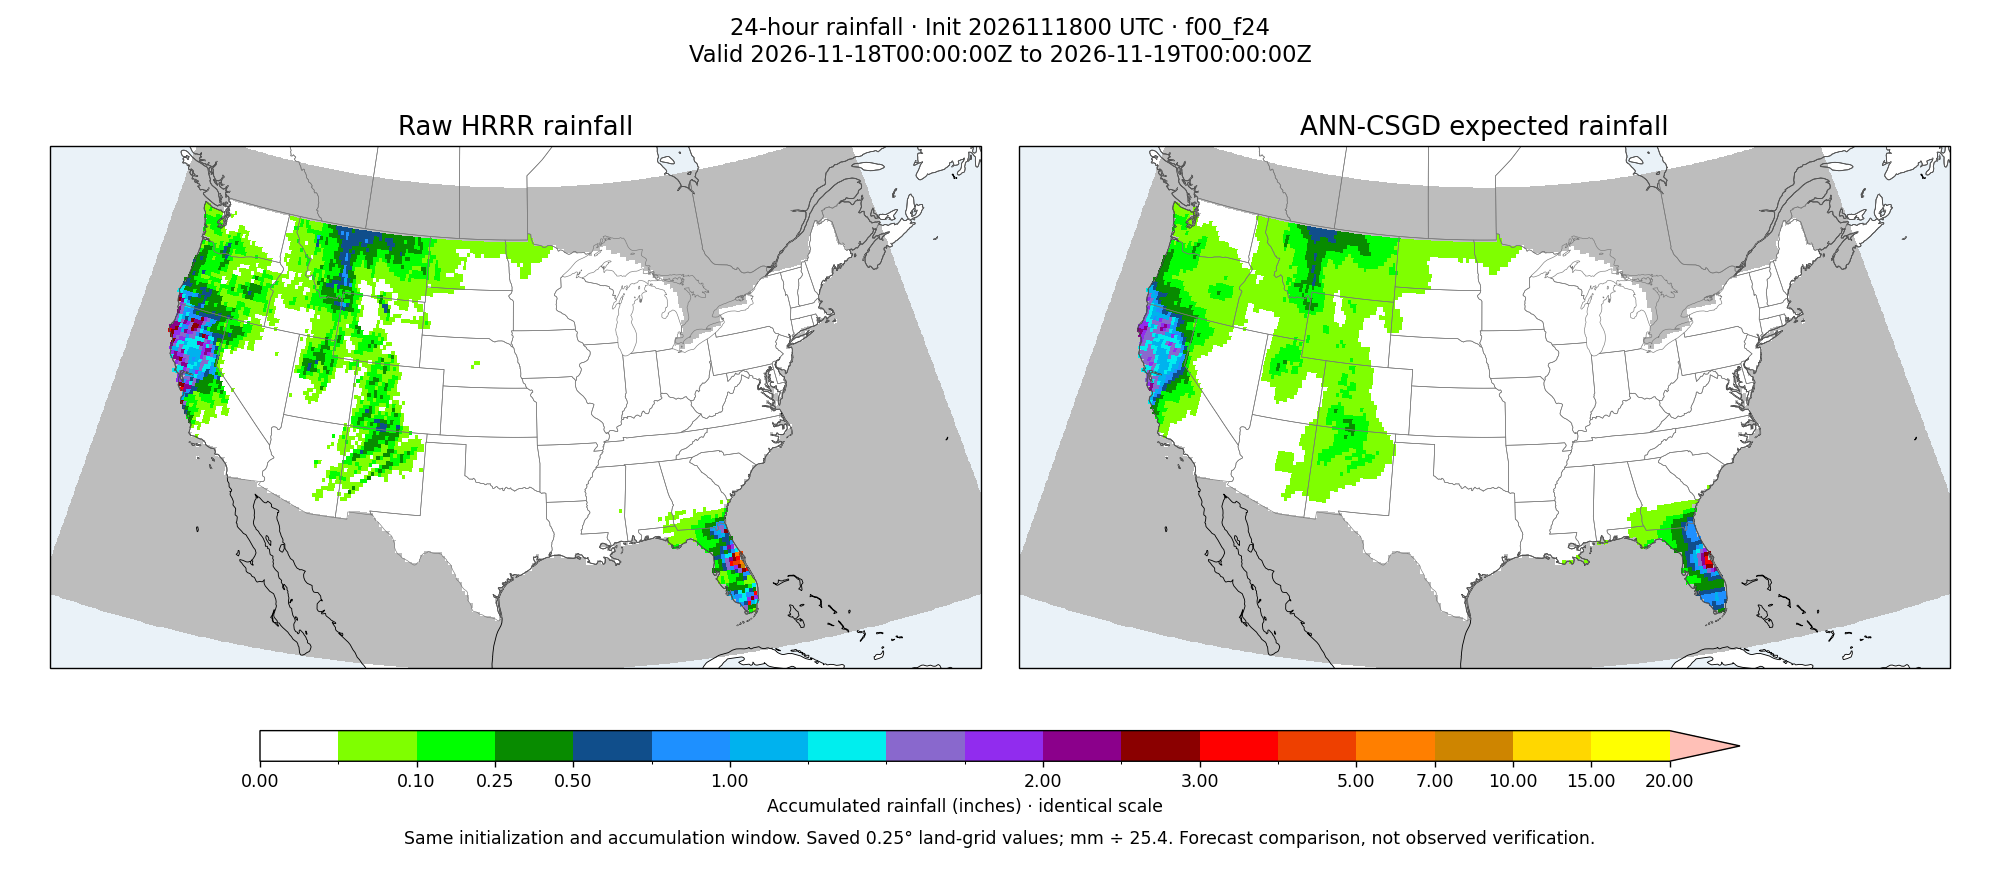 24-hour rainfall · Init 2026111800 UTC · f00_f24
Valid 2026-11-18T00:00:00Z to 2026-11-19T00:00:00Z
Raw HRRR rainfall
ANN-CSGD expected rainfall
0.00 0.10 0.25 0.50 1.00 2.00 3.00 5.00 7.00 10.00 15.00 20.00
Accumulated rainfall (inches) · identical scale
Same initialization and accumulation window. Saved 0.25° land-grid values; mm ÷ 25.4. Forecast comparison, not observed verification.